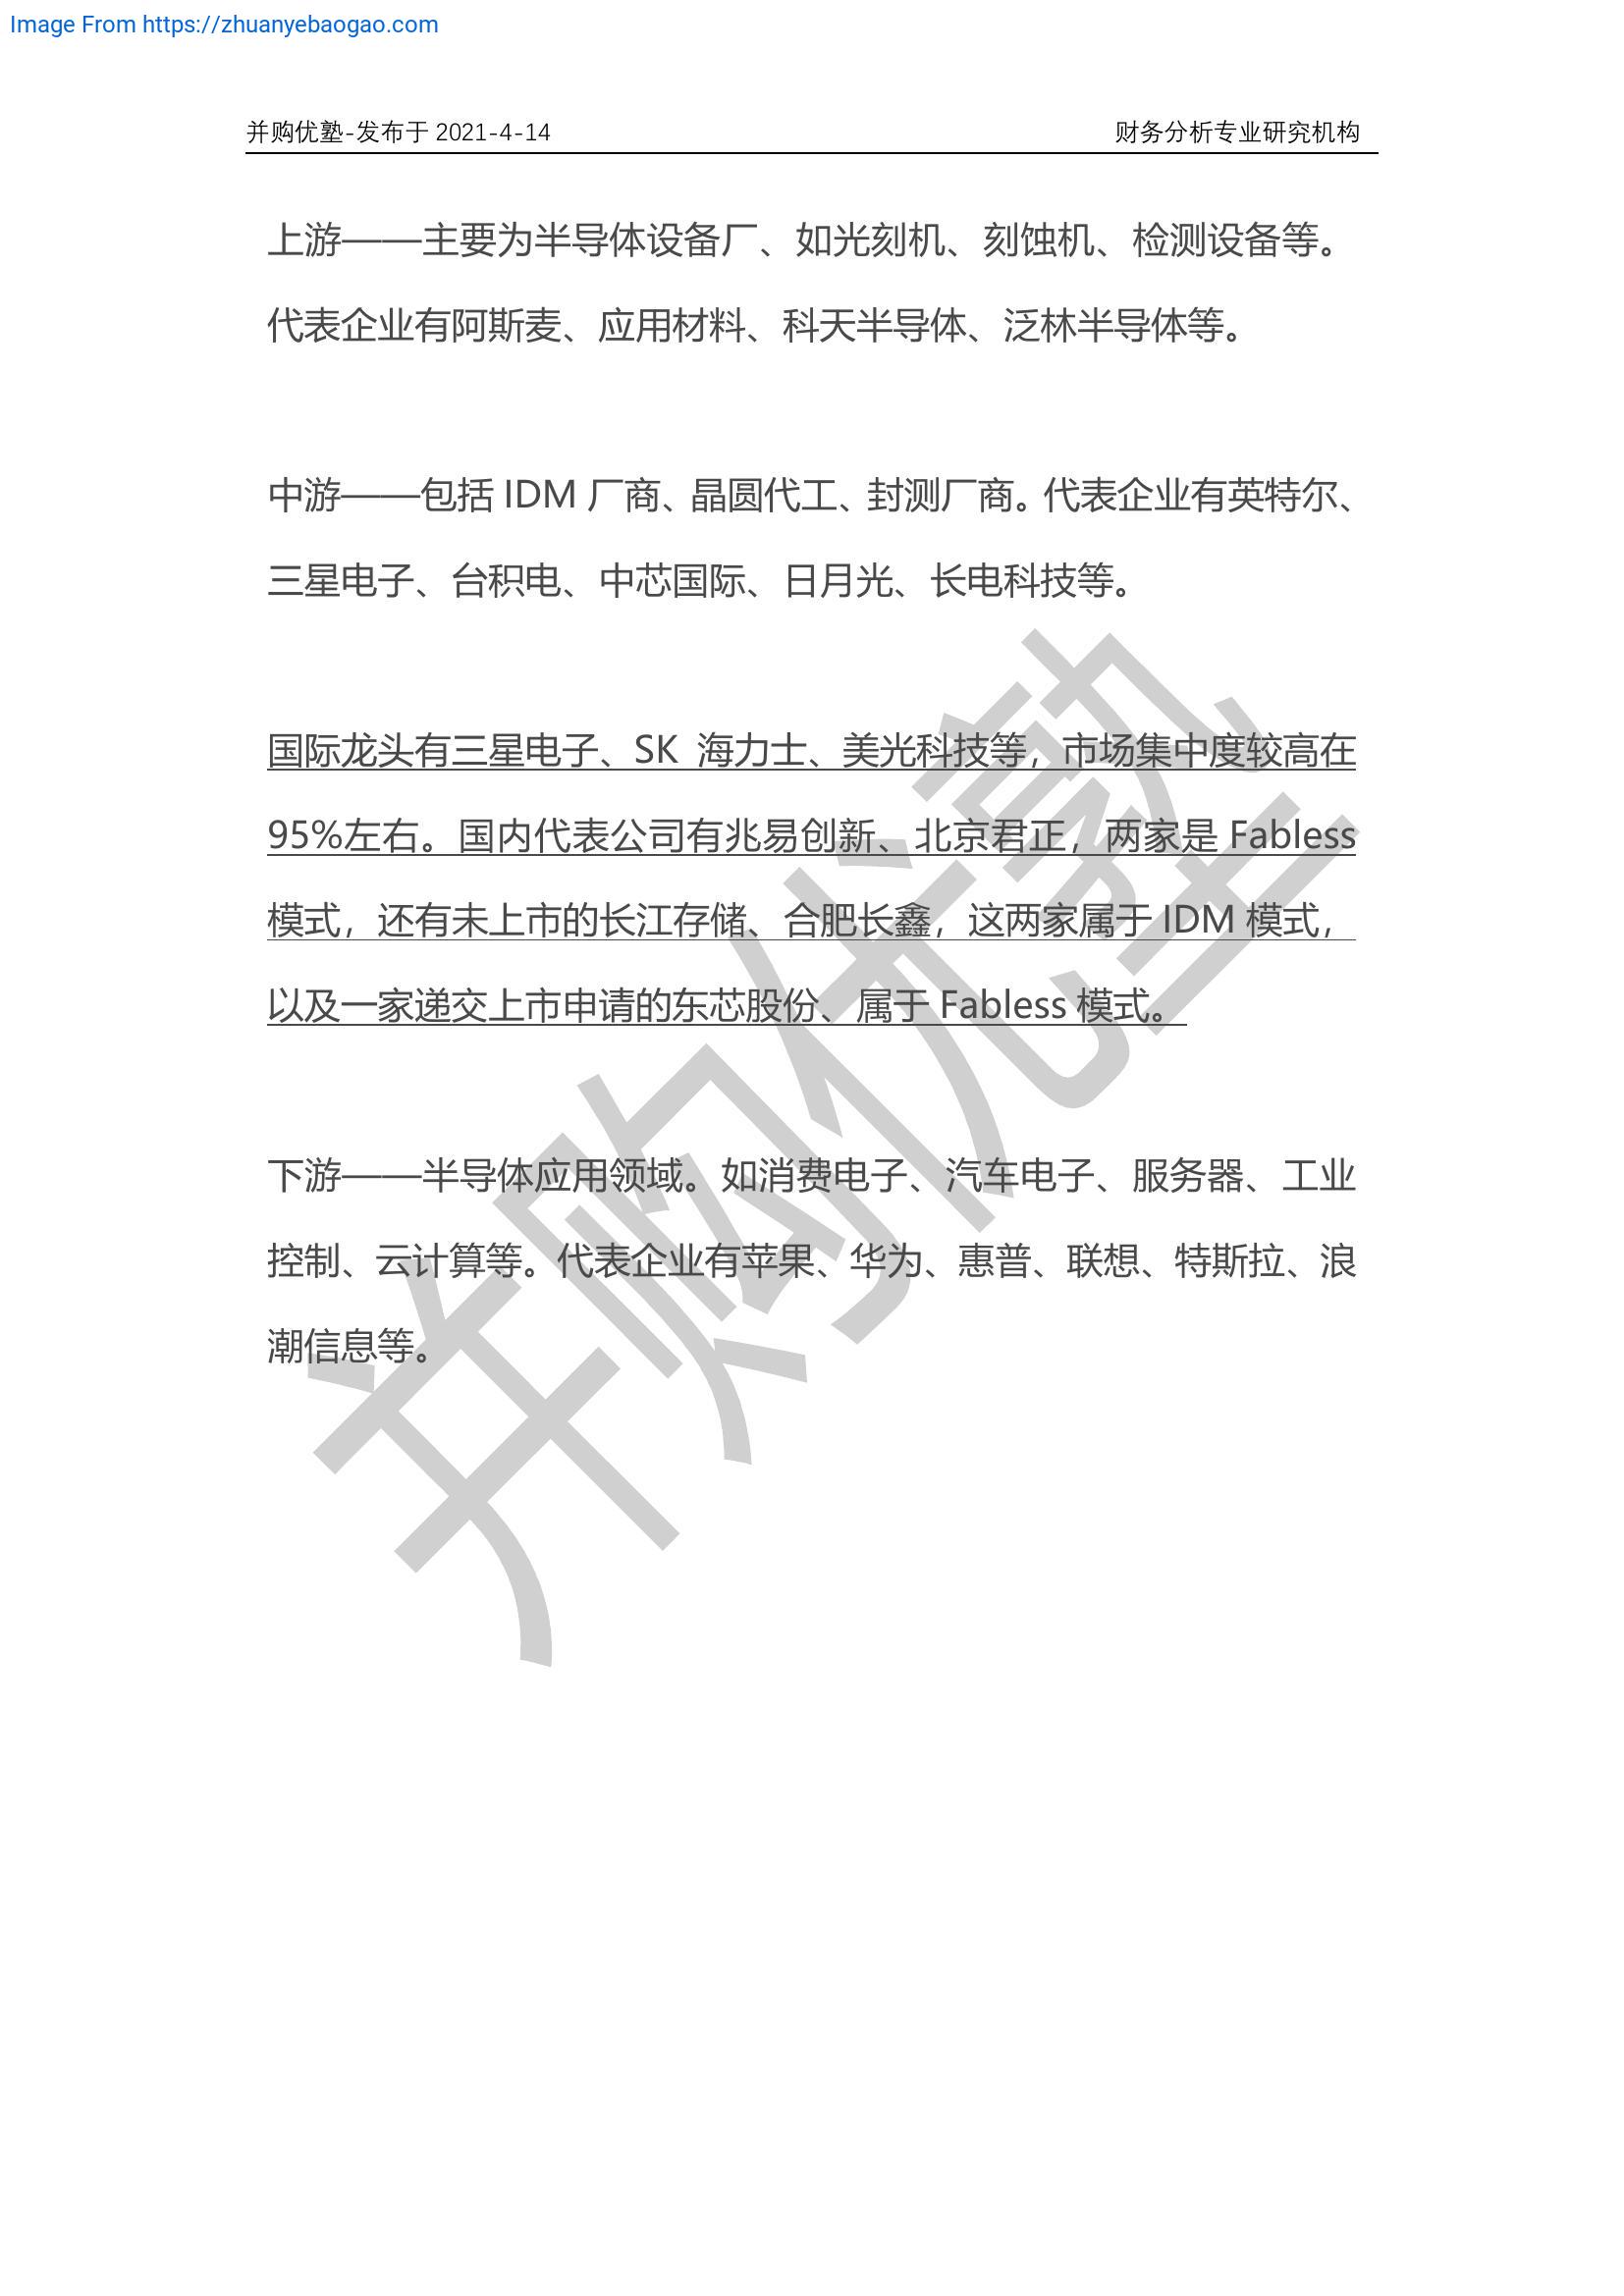 Image From https://zhuanyebaogao.com
并购优塾-发布于 2021-4-14 财务分析专业研究机构
上游——主要为半导体设备厂、如光刻机、刻蚀机、检测设备等。
代表企业有阿斯麦、应用材料、科天半导体、泛林半导体等。
中游——包括 IDM 厂商、晶圆代工、封测厂商。代表企业有英特尔、
三星电子、台积电、中芯国际、日月光、长电科技等。
国际龙头有三星电子、SK 海力士、美光科技等，市场集中度较高在
95%左右。国内代表公司有兆易创新、北京君正，两家是 Fabless
模式，还有未上市的长江存储、合肥长鑫，这两家属于 IDM 模式，
以及一家递交上市申请的东芯股份、属于 Fabless 模式。
下游——半导体应用领域。如消费电子、汽车电子、服务器、工业
控制、云计算等。代表企业有苹果、华为、惠普、联想、特斯拉、浪
潮信息等。
并购优塾